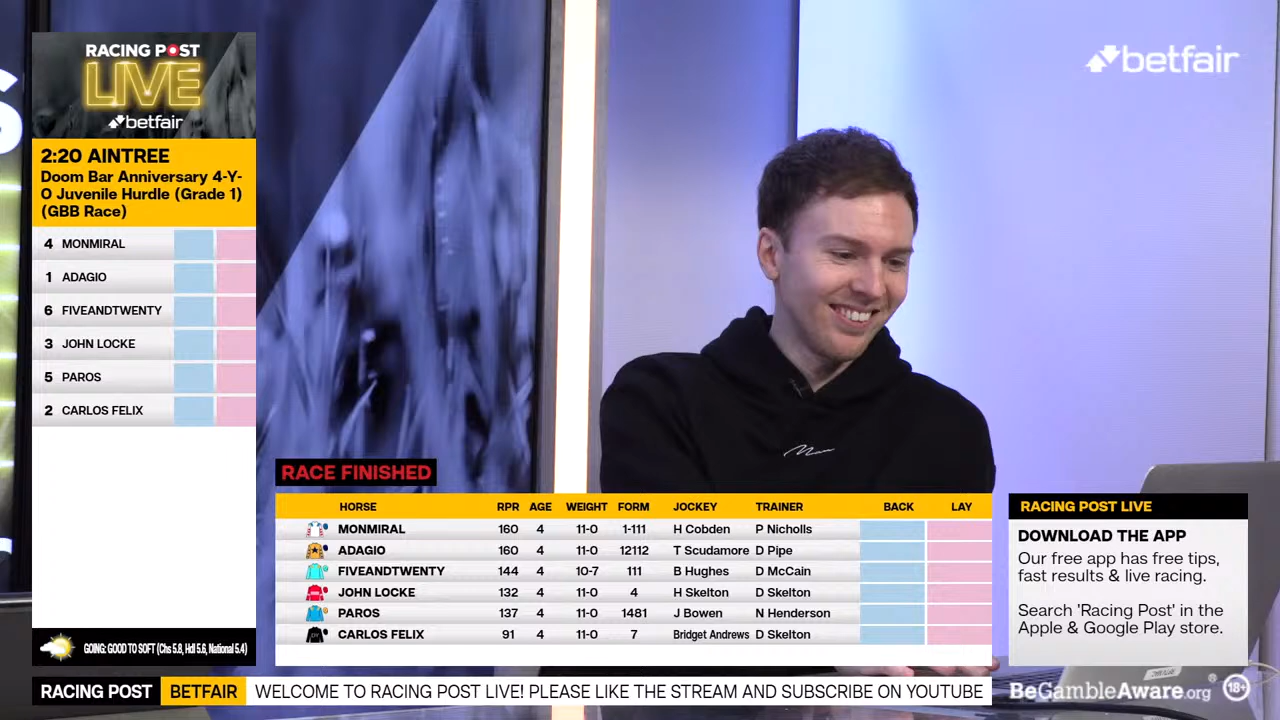 RACING POST
LIVE
betfair
2:20 AINTREE
Doom Bar Anniversary 4-Y-
O Juvenile Hurdle (Grade 1)
(GBB Race)
4 MONMIRAL
1 ADAGIO
6 FIVEANDTWENTY
3 JOHN LOCKE
5 PAROS
2 CARLOS FELIX
GOING: GOOD TO SOFT (Chs 5.8, Hdl 5.6, National 5.4)
betfair
RACE FINISHED
HORSE RPR AGE WEIGHT FORM JOCKEY TRAINER BACK LAY
MONMIRAL 160 4 11-0 1-111 H Cobden P Nicholls
ADAGIO 160 4 11-0 12112 T Scudamore D Pipe
FIVEANDTWENTY 144 4 10-7 111 B Hughes D McCain
JOHN LOCKE 132 4 11-0 4 H Skelton D Skelton
PAROS 137 4 11-0 1481 J Bowen N Henderson
CARLOS FELIX 91 4 11-0 7 Bridget Andrews D Skelton
RACING POST LIVE
DOWNLOAD THE APP
Our free app has free tips,
fast results & live racing.
Search 'Racing Post' in the
Apple & Google Play store.
RACING POST BETFAIR WELCOME TO RACING POST LIVE! PLEASE LIKE THE STREAM AND SUBSCRIBE ON YOUTUBE
BeGambleAware.org® 18+